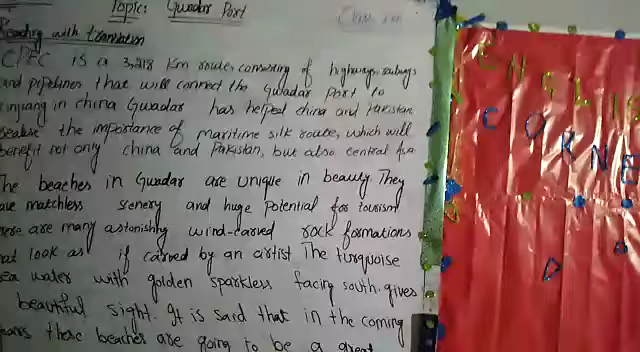 Topic: Gwadar Port
Reading with translation
CPEC is a 3,218 km route consisting of highways, railways
and pipelines that will connect the Gwadar Port to
xinjiang in china Gwadar has helped china and Pakistan
realise the importance of maritime silk route, which will
benefit not only china and Pakistan, but also central Asia
The beaches in Gwadar are unique in beauty. They
are matchless scenery and huge potential for tourism
There are many astonishing wind-carved rock formations
that look as if carved by an artist The turquoise
sea water with golden sparkless facing south. gives
beautiful sight. It is said that in the coming
years these beaches are going to be a great
ENGLIS
CORNE